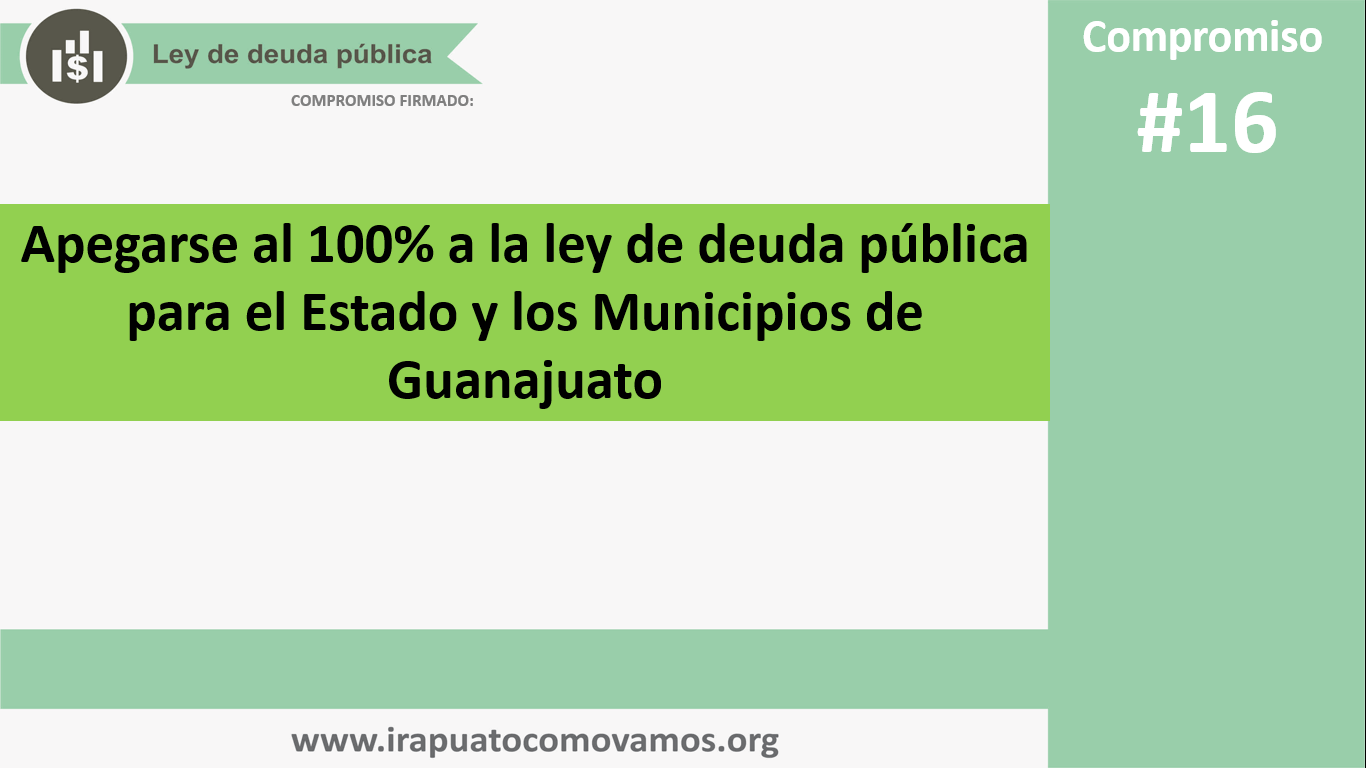 Ley de deuda pública
COMPROMISO FIRMADO:
Compromiso
#16
Apegarse al 100% a la ley de deuda pública
para el Estado y los Municipios de
Guanajuato
www.irapuatocomovamos.org